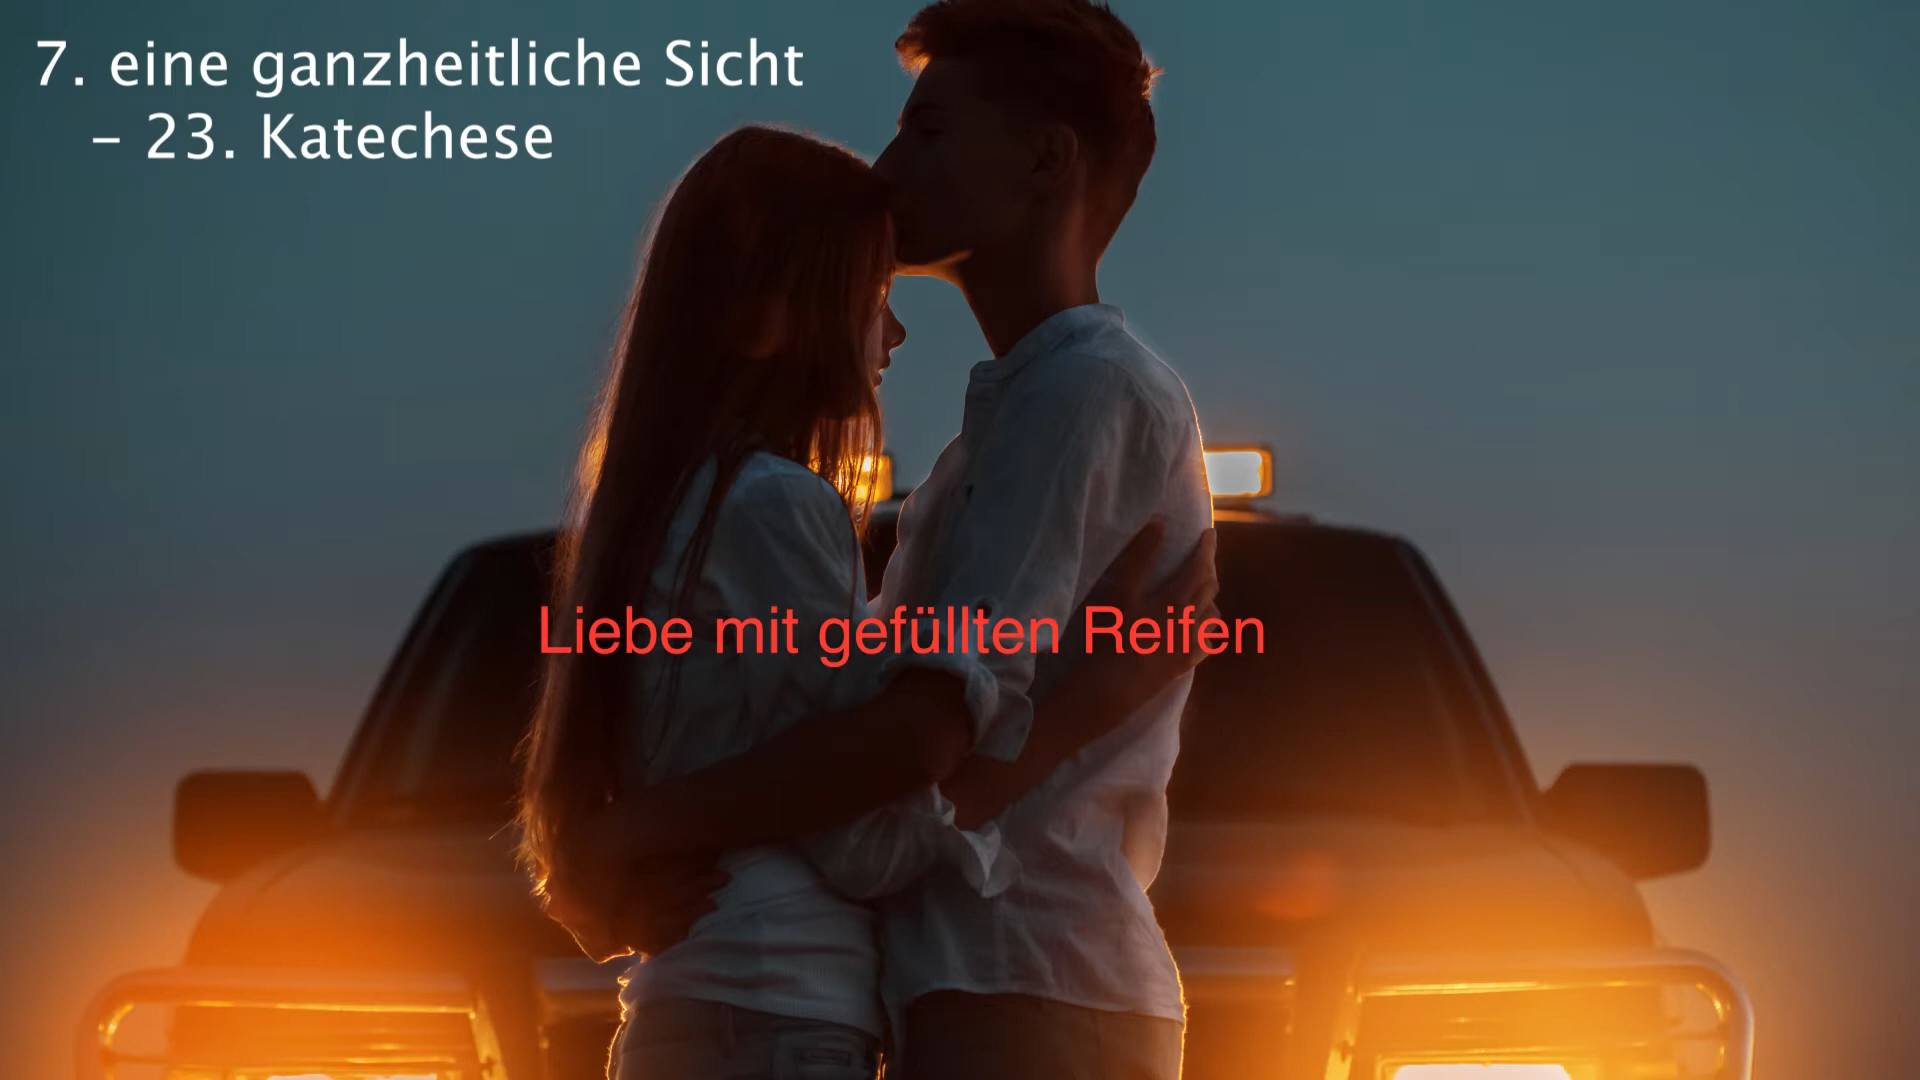 7. eine ganzheitliche Sicht
– 23. Katechese
Liebe mit gefüllten Reifen